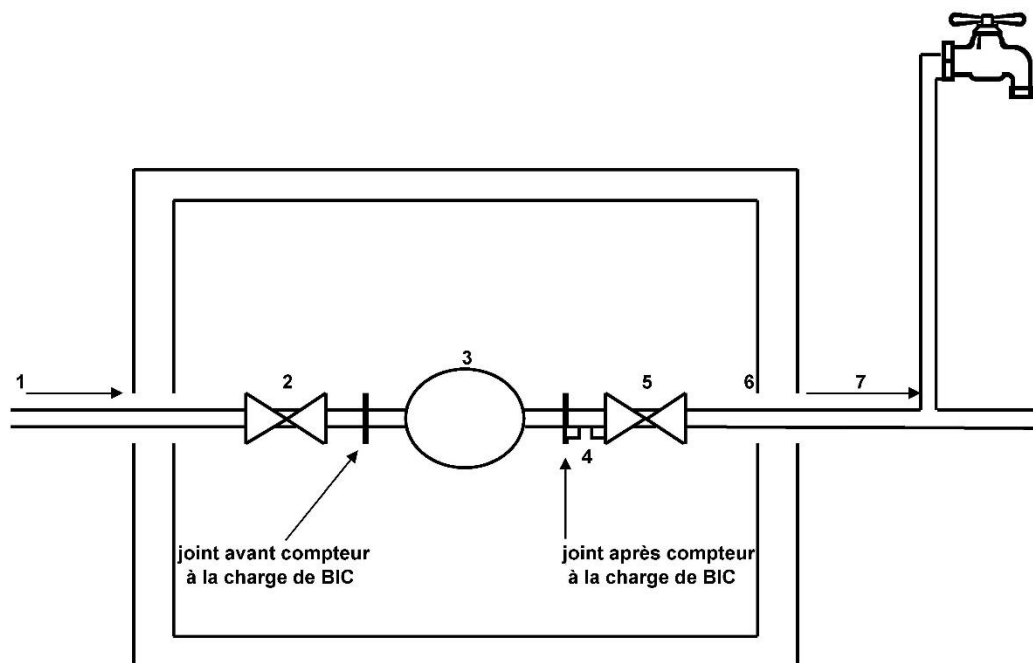 1
2
3
4
5
6
7
joint avant compteur
à la charge de BIC
joint après compteur
à la charge de BIC